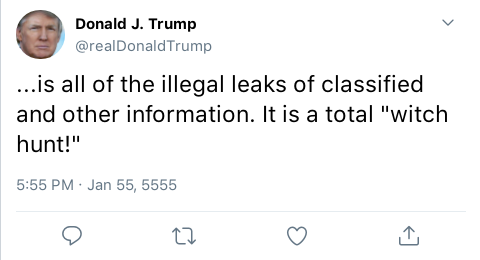 Donald J. Trump
@realDonaldTrump
...is all of the illegal leaks of classified
and other information. It is a total "witch
hunt!"
5:55 PM · Jan 55, 5555